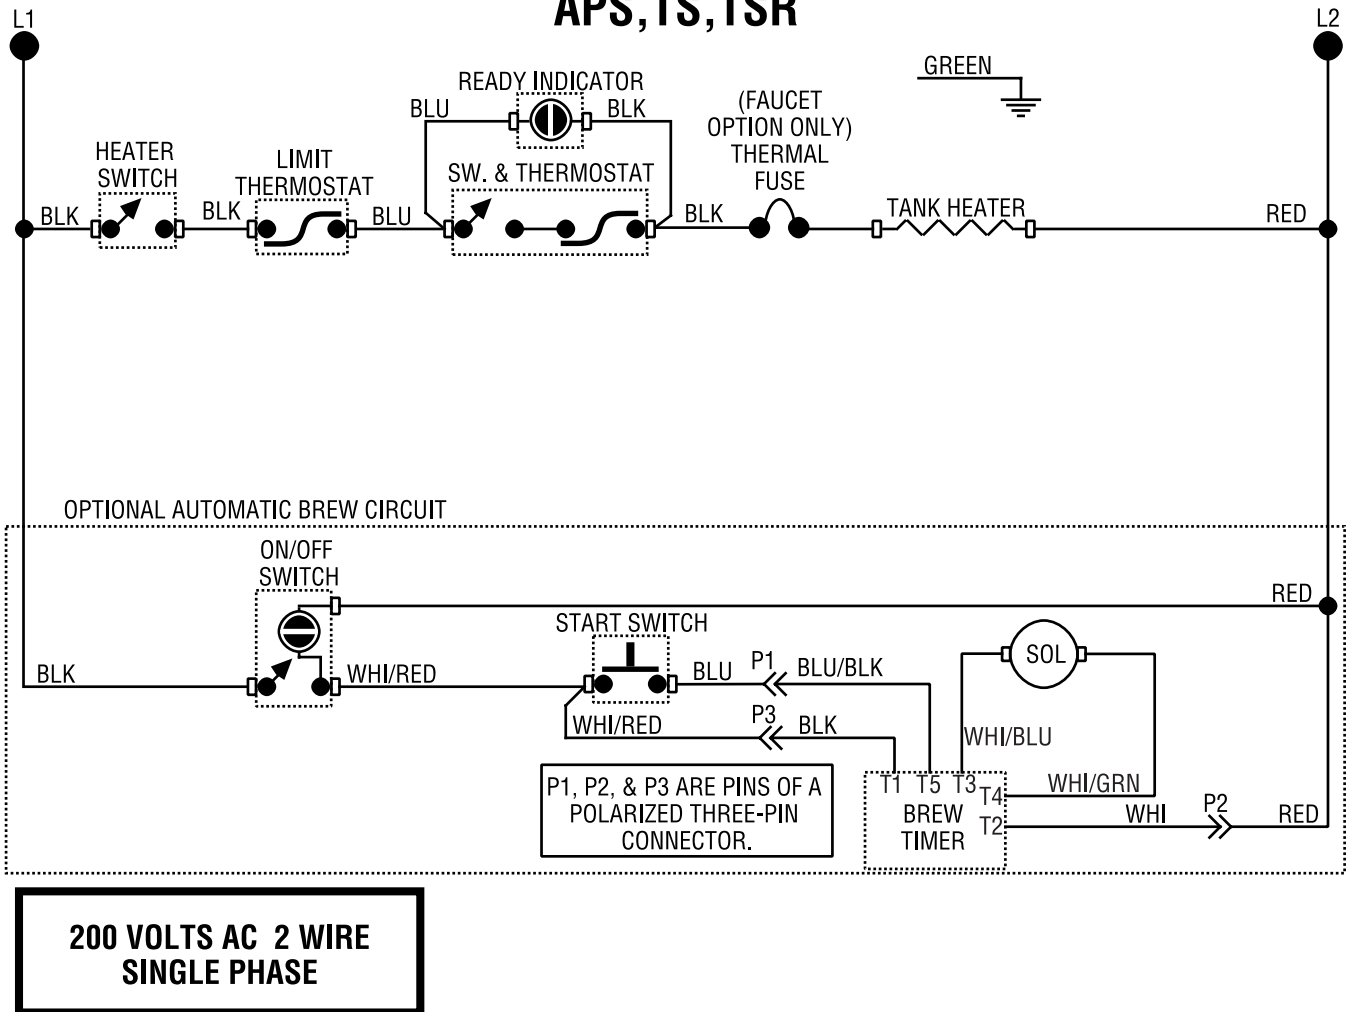 APS,TS,TSR
L1
L2
READY INDICATOR
BLU
BLK
GREEN
(FAUCET
OPTION ONLY)
THERMAL
FUSE
HEATER
SWITCH
LIMIT
THERMOSTAT
SW. & THERMOSTAT
BLK
BLK
BLU
BLK
TANK HEATER
RED
OPTIONAL AUTOMATIC BREW CIRCUIT
ON/OFF
SWITCH
RED
START SWITCH
SOL
BLK
WHI/RED
BLU
P1
BLU/BLK
WHI/RED
P3
BLK
WHI/BLU
P1, P2, & P3 ARE PINS OF A
POLARIZED THREE-PIN
CONNECTOR.
T1 T5 T3
T4
WHI/GRN
BREW
TIMER
T2
WHI
P2
RED
200 VOLTS AC 2 WIRE
SINGLE PHASE